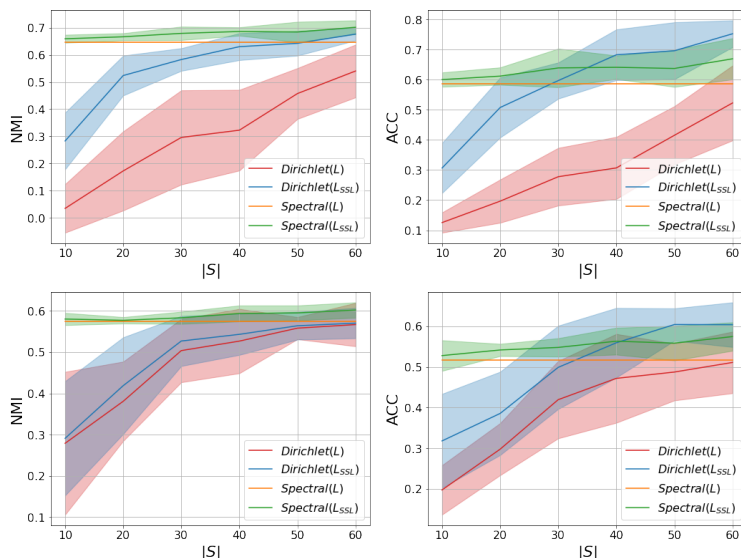 0.7
0.6
0.5
0.4
0.3
0.2
0.1
0.0
NMI
10 20 30 40 50 60
|S|
Dirichlet(L)
Dirichlet(L_SSL)
Spectral(L)
Spectral(L_SSL)
0.8
0.7
0.6
0.5
0.4
0.3
0.2
0.1
ACC
10 20 30 40 50 60
|S|
Dirichlet(L)
Dirichlet(L_SSL)
Spectral(L)
Spectral(L_SSL)
0.6
0.5
0.4
0.3
0.2
0.1
NMI
10 20 30 40 50 60
|S|
Dirichlet(L)
Dirichlet(L_SSL)
Spectral(L)
Spectral(L_SSL)
0.6
0.5
0.4
0.3
0.2
ACC
10 20 30 40 50 60
|S|
Dirichlet(L)
Dirichlet(L_SSL)
Spectral(L)
Spectral(L_SSL)